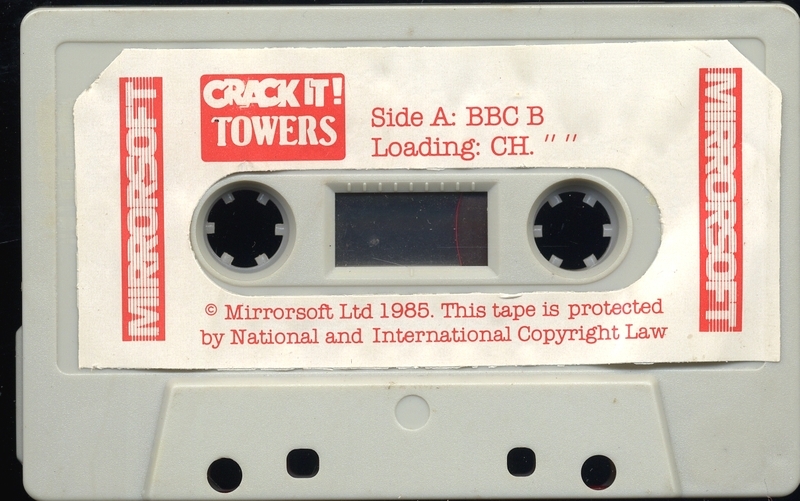 MIRRORSOFT
CRACK IT!
TOWERS
Side A: BBC B
Loading: CH. " "
MIRRORSOFT
© Mirrorsoft Ltd 1985. This tape is protected
by National and International Copyright Law